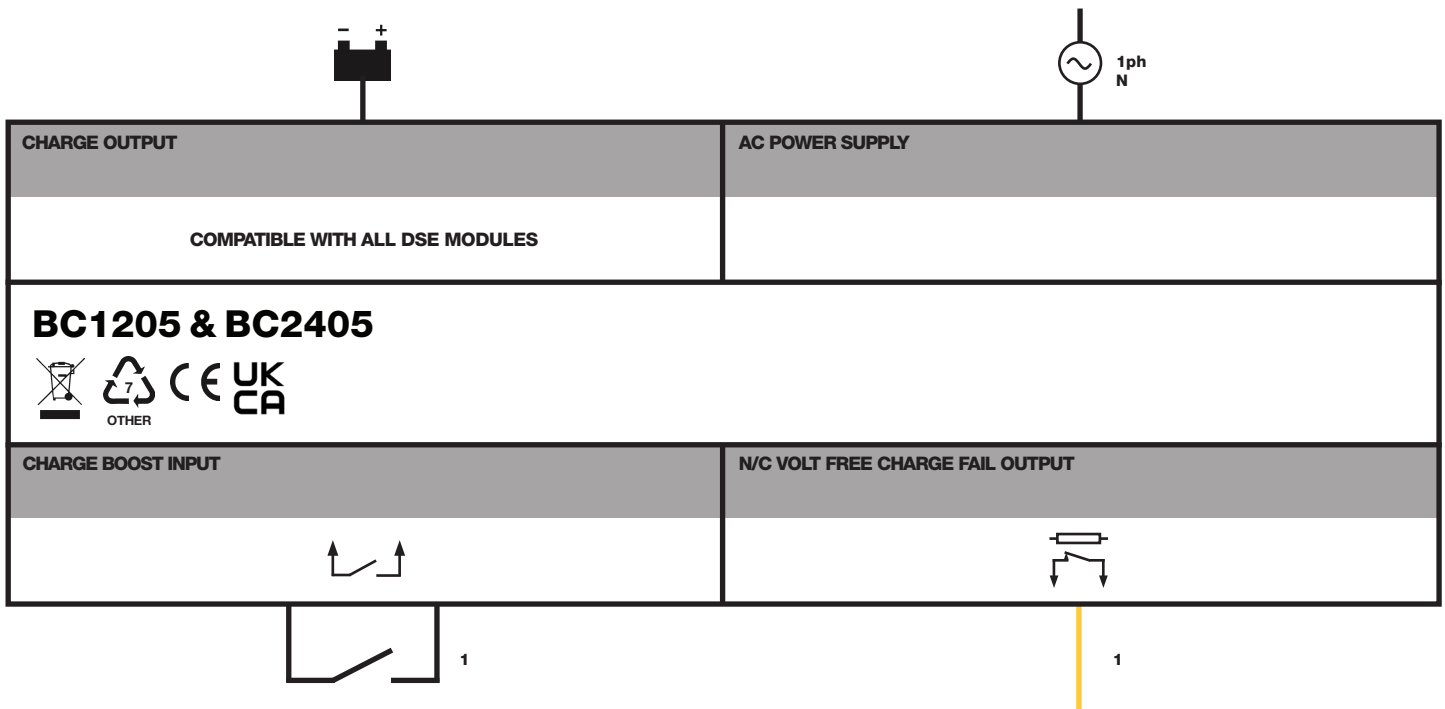 − +
1ph
N
CHARGE OUTPUT
AC POWER SUPPLY
COMPATIBLE WITH ALL DSE MODULES
BC1205 & BC2405
7
OTHER
CE
UK
CA
CHARGE BOOST INPUT
N/C VOLT FREE CHARGE FAIL OUTPUT
1
1